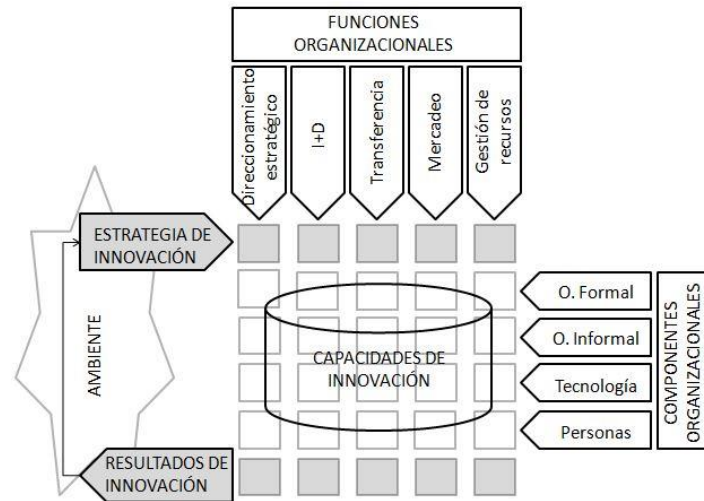 FUNCIONES
ORGANIZACIONALES
Direccionamiento
estratégico
I+D
Transferencia
Mercadeo
Gestión de
recursos
ESTRATEGIA DE
INNOVACIÓN
AMBIENTE
CAPACIDADES DE
INNOVACIÓN
O. Formal
O. Informal
Tecnología
Personas
COMPONENTES
ORGANIZACIONALES
RESULTADOS DE
INNOVACIÓN